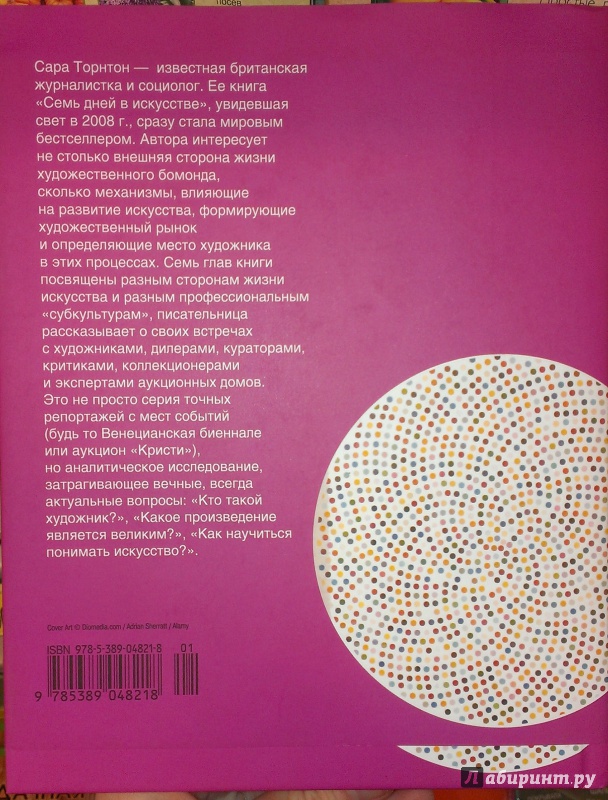 посев
Сара Торнтон — известная британская
журналистка и социолог. Ее книга
«Семь дней в искусстве», увидевшая
свет в 2008 г., сразу стала мировым
бестселлером. Автора интересует
не столько внешняя сторона жизни
художественного бомонда,
сколько механизмы, влияющие
на развитие искусства, формирующие
художественный рынок
и определяющие место художника
в этих процессах. Семь глав книги
посвящены разным сторонам жизни
искусства и разным профессиональным
«субкультурам», писательница
рассказывает о своих встречах
с художниками, дилерами, кураторами,
критиками, коллекционерами
и экспертами аукционных домов.
Это не просто серия точных
репортажей с мест событий
(будь то Венецианская биеннале
или аукцион «Кристи»),
но аналитическое исследование,
затрагивающее вечные, всегда
актуальные вопросы: «Кто такой
художник?», «Какое произведение
является великим?», «Как научиться
понимать искусство?».
Cover Art © Diomedia.com / Adrian Sherratt / Alamy
ISBN 978-5-389-04821-8 01
9 785389 048218
Лабиринт.ру